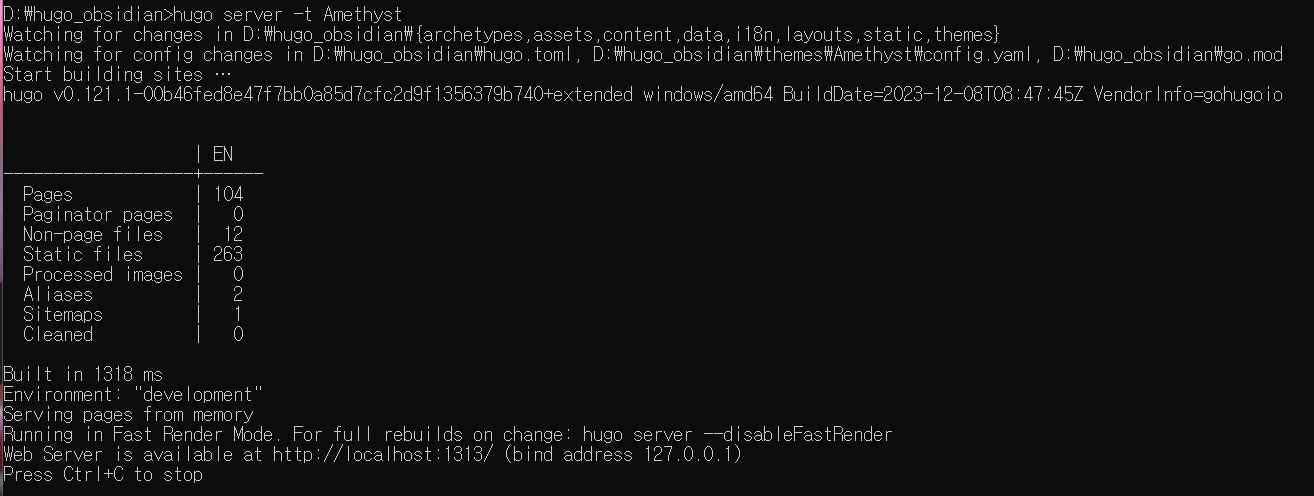 D:₩hugo_obsidian>hugo server -t Amethyst
Watching for changes in D:₩hugo_obsidian₩{archetypes,assets,content,data,i18n,layouts,static,themes}
Watching for config changes in D:₩hugo_obsidian₩hugo.toml, D:₩hugo_obsidian₩themes₩Amethyst₩config.yaml, D:₩hugo_obsidian₩go.mod
Start building sites …
hugo v0.121.1-00b46fed8e47f7bb0a85d7cfc2d9f1356379b740+extended windows/amd64 BuildDate=2023-12-08T08:47:45Z VendorInfo=gohugoio
                   | EN
-------------------+------
  Pages            | 104
  Paginator pages  |   0
  Non-page files   |  12
  Static files     | 263
  Processed images |   0
  Aliases          |   2
  Sitemaps         |   1
  Cleaned          |   0
Built in 1318 ms
Environment: "development"
Serving pages from memory
Running in Fast Render Mode. For full rebuilds on change: hugo server --disableFastRender
Web Server is available at http://localhost:1313/ (bind address 127.0.0.1)
Press Ctrl+C to stop